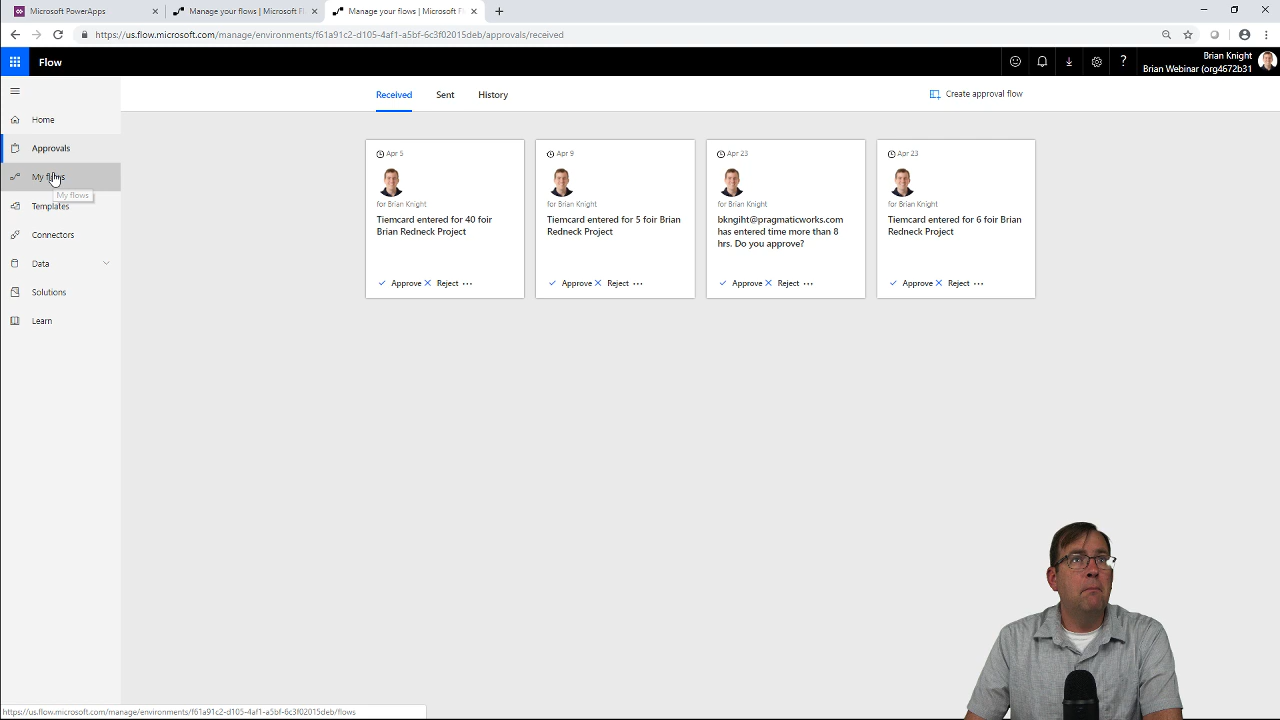 Microsoft PowerApps
Manage your flows | Microsoft Fl
Manage your flows | Microsoft F
https://us.flow.microsoft.com/manage/environments/f61a91c2-d105-4af1-a5bf-6c3f02015deb/approvals/received
Flow
Brian Knight
Brian Webinar (org4672b31
Home
Approvals
My flows
My flows
Templates
Connectors
Data
Solutions
Learn
Received
Sent
History
Create approval flow
Apr 5
for Brian Knight
Tiemcard entered for 40 foir
Brian Redneck Project
Approve
Reject
Apr 9
for Brian Knight
Tiemcard entered for 5 foir Brian
Redneck Project
Approve
Reject
Apr 23
for Brian Knight
bkngiht@pragmaticworks.com
has entered time more than 8
hrs. Do you approve?
Approve
Reject
Apr 23
for Brian Knight
Tiemcard entered for 6 foir Brian
Redneck Project
Approve
Reject
https://us.flow.microsoft.com/manage/environments/f61a91c2-d105-4af1-a5bf-6c3f02015deb/flows